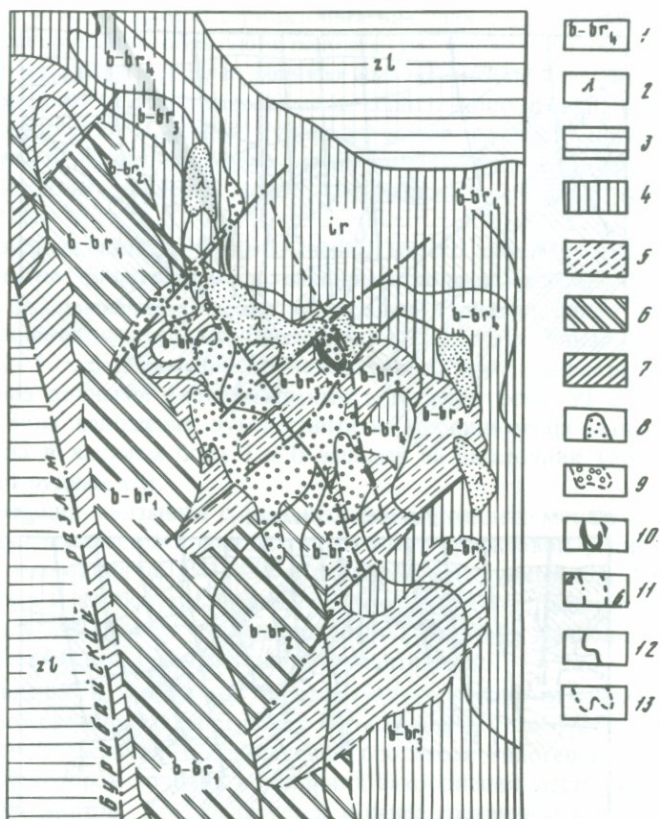 b-br₄
b-br₃
b-br₂
b-br₁
zl
ir
b-br₄
b-br₄
λ
λ
λ
λ
λ
b-br₃
b-br₄
b-br₃
b-br₁
b-br₃
b-br₂
b-br₃
b-br₁
zl
Бурибайский разлом
b-br₄ 1
λ 2
3
4
5
6
7
8
9
10
11
б
12
13